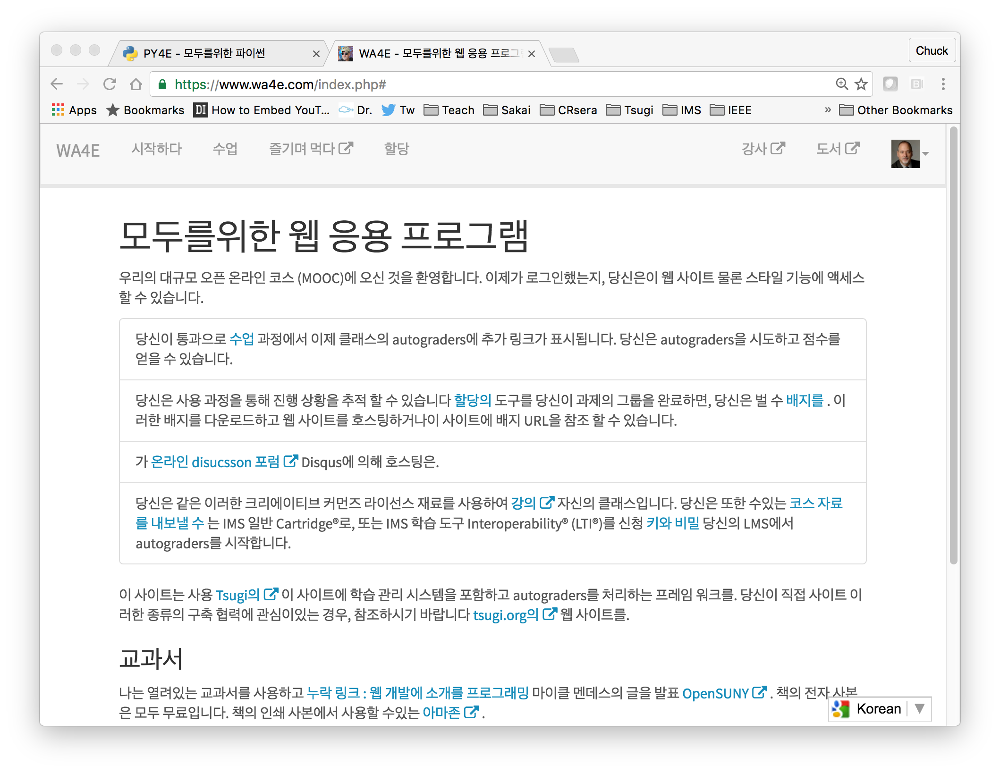 PY4E - 모두를위한 파이썬
WA4E - 모두를위한 웹 응용 프로그
Chuck
https://www.wa4e.com/index.php#
Apps Bookmarks DI How to Embed YouT... Dr. Tw Teach Sakai CRsera Tsugi IMS IEEE » Other Bookmarks
WA4E 시작하다 수업 즐기며 먹다 할당 강사 도서
모두를위한 웹 응용 프로그램
우리의 대규모 오픈 온라인 코스 (MOOC)에 오신 것을 환영합니다. 이제가 로그인했는지, 당신은이 웹 사이트 물론 스타일 기능에 액세스
할 수 있습니다.
당신이 통과으로 수업 과정에서 이제 클래스의 autograders에 추가 링크가 표시됩니다. 당신은 autograders을 시도하고 점수를
얻을 수 있습니다.
당신은 사용 과정을 통해 진행 상황을 추적 할 수 있습니다 할당의 도구를 당신이 과제의 그룹을 완료하면, 당신은 벌 수 배지를 . 이
러한 배지를 다운로드하고 웹 사이트를 호스팅하거나이 사이트에 배지 URL을 참조 할 수 있습니다.
가 온라인 disucsson 포럼 Disqus에 의해 호스팅은.
당신은 같은 이러한 크리에이티브 커먼즈 라이선스 재료를 사용하여 강의 자신의 클래스입니다. 당신은 또한 수있는 코스 자료
를 내보낼 수 는 IMS 일반 Cartridge®로, 또는 IMS 학습 도구 Interoperability® (LTI®)를 신청 키와 비밀 당신의 LMS에서
autograders를 시작합니다.
이 사이트는 사용 Tsugi의 이 사이트에 학습 관리 시스템을 포함하고 autograders를 처리하는 프레임 워크를. 당신이 직접 사이트 이
러한 종류의 구축 협력에 관심이있는 경우, 참조하시기 바랍니다 tsugi.org의 웹 사이트를.
교과서
나는 열려있는 교과서를 사용하고 누락 링크 : 웹 개발에 소개를 프로그래밍 마이클 멘데스의 글을 발표 OpenSUNY . 책의 전자 사본
은 모두 무료입니다. 책의 인쇄 사본에서 사용할 수있는 아마존 .
Korean